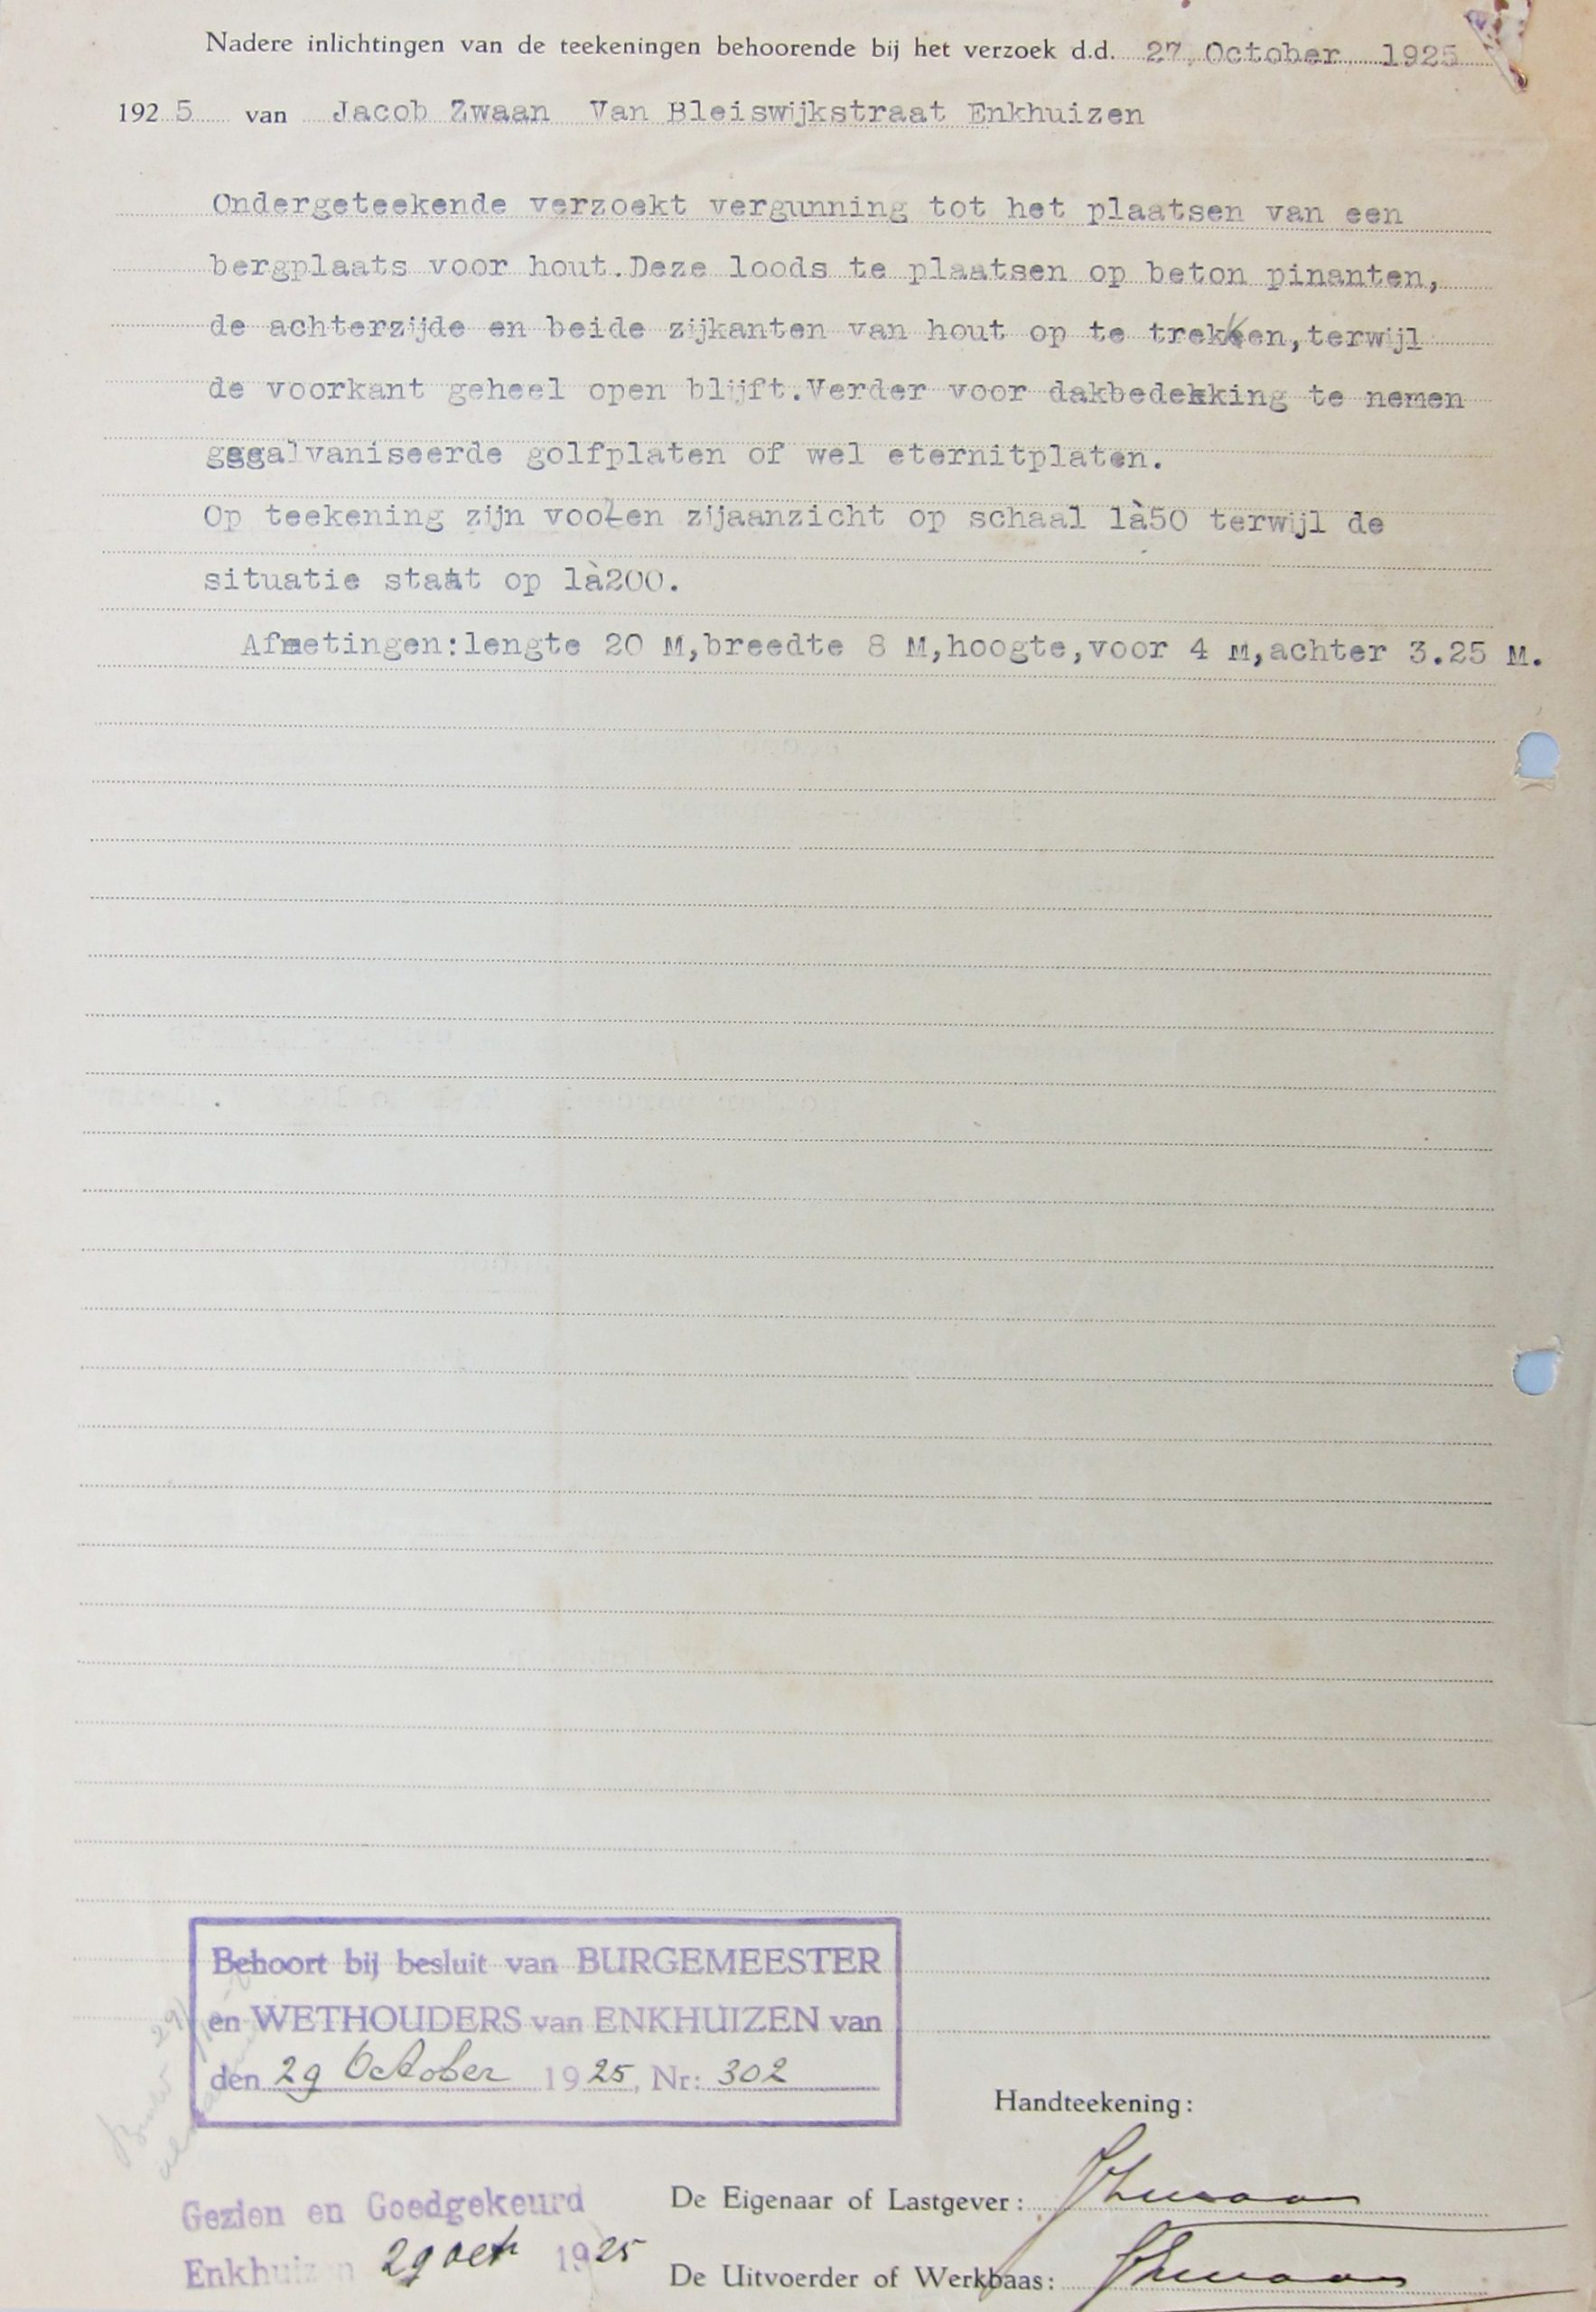 Nadere inlichtingen van de teekeningen behoorende bij het verzoek d.d. 27 October 1925
1925 van Jacob Zwaan Van Bleiswijkstraat Enkhuizen
Ondergeteekende verzoekt vergunning tot het plaatsen van een
bergplaats voor hout.Deze loods te plaatsen op beton pinanten,
de achterzijde en beide zijkanten van hout op te trekken,terwijl
de voorkant geheel open blijft.Verder voor dakbedekking te nemen
gegalvaniseerde golfplaten of wel eternitplaten.
Op teekening zijn voor en zijaanzicht op schaal 1à50 terwijl de
situatie staat op 1à200.
Afmetingen:lengte 20 M,breedte 8 M,hoogte,voor 4 M,achter 3.25 M.
Behoort bij besluit van BURGEMEESTER
en WETHOUDERS van ENKHUIZEN van
den 29 October 1925, Nr: 302
Handteekening:
Gezien en Goedgekeurd
De Eigenaar of Lastgever: JZwaan
Enkhuizen 29 oct 1925
De Uitvoerder of Werkbaas: JZwaan